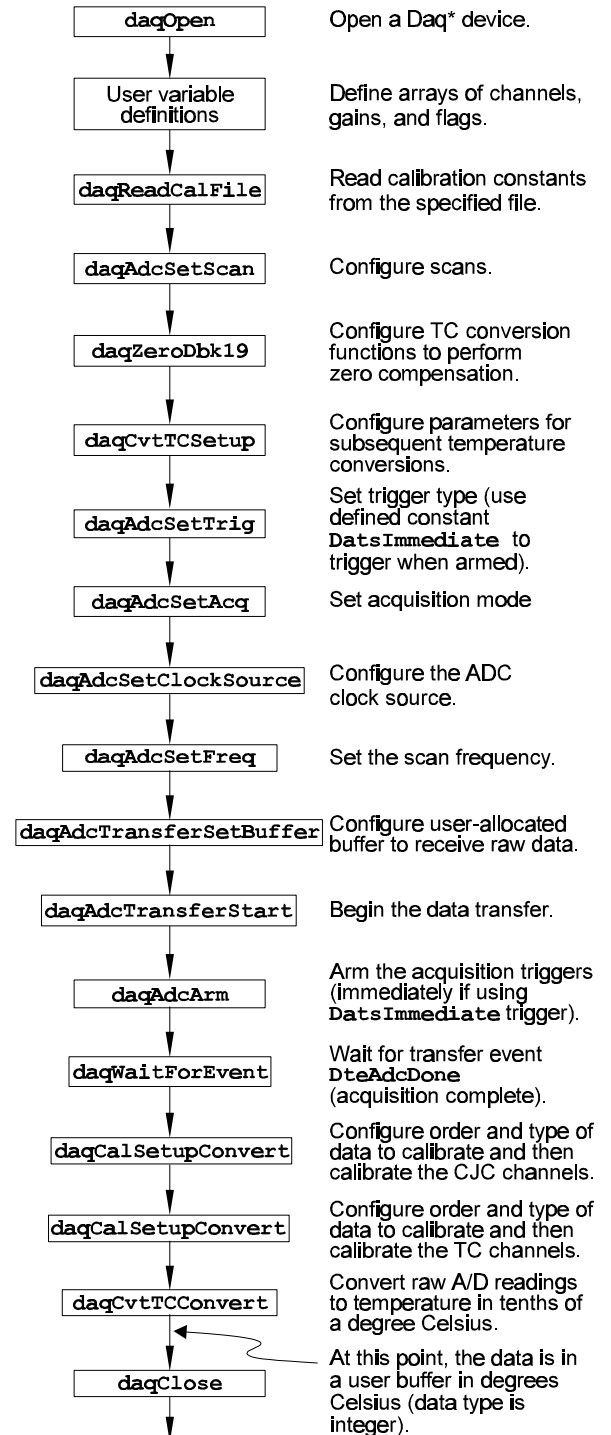 daqOpen
Open a Daq* device.
User variable
definitions
Define arrays of channels,
gains, and flags.
daqReadCalFile
Read calibration constants
from the specified file.
daqAdcSetScan
Configure scans.
daqZeroDbk19
Configure TC conversion
functions to perform
zero compensation.
daqCvtTCSetup
Configure parameters for
subsequent temperature
conversions.
daqAdcSetTrig
Set trigger type (use
defined constant
DatsImmediate to
trigger when armed).
daqAdcSetAcq
Set acquisition mode
daqAdcSetClockSource
Configure the ADC
clock source.
daqAdcSetFreq
Set the scan frequency.
daqAdcTransferSetBuffer
Configure user-allocated
buffer to receive raw data.
daqAdcTransferStart
Begin the data transfer.
daqAdcArm
Arm the acquisition triggers
(immediately if using
DatsImmediate trigger).
daqWaitForEvent
Wait for transfer event
DteAdcDone
(acquisition complete).
daqCalSetupConvert
Configure order and type of
data to calibrate and then
calibrate the CJC channels.
daqCalSetupConvert
Configure order and type of
data to calibrate and then
calibrate the TC channels.
daqCvtTCConvert
Convert raw A/D readings
to temperature in tenths of
a degree Celsius.
daqClose
At this point, the data is in
a user buffer in degrees
Celsius (data type is
integer).